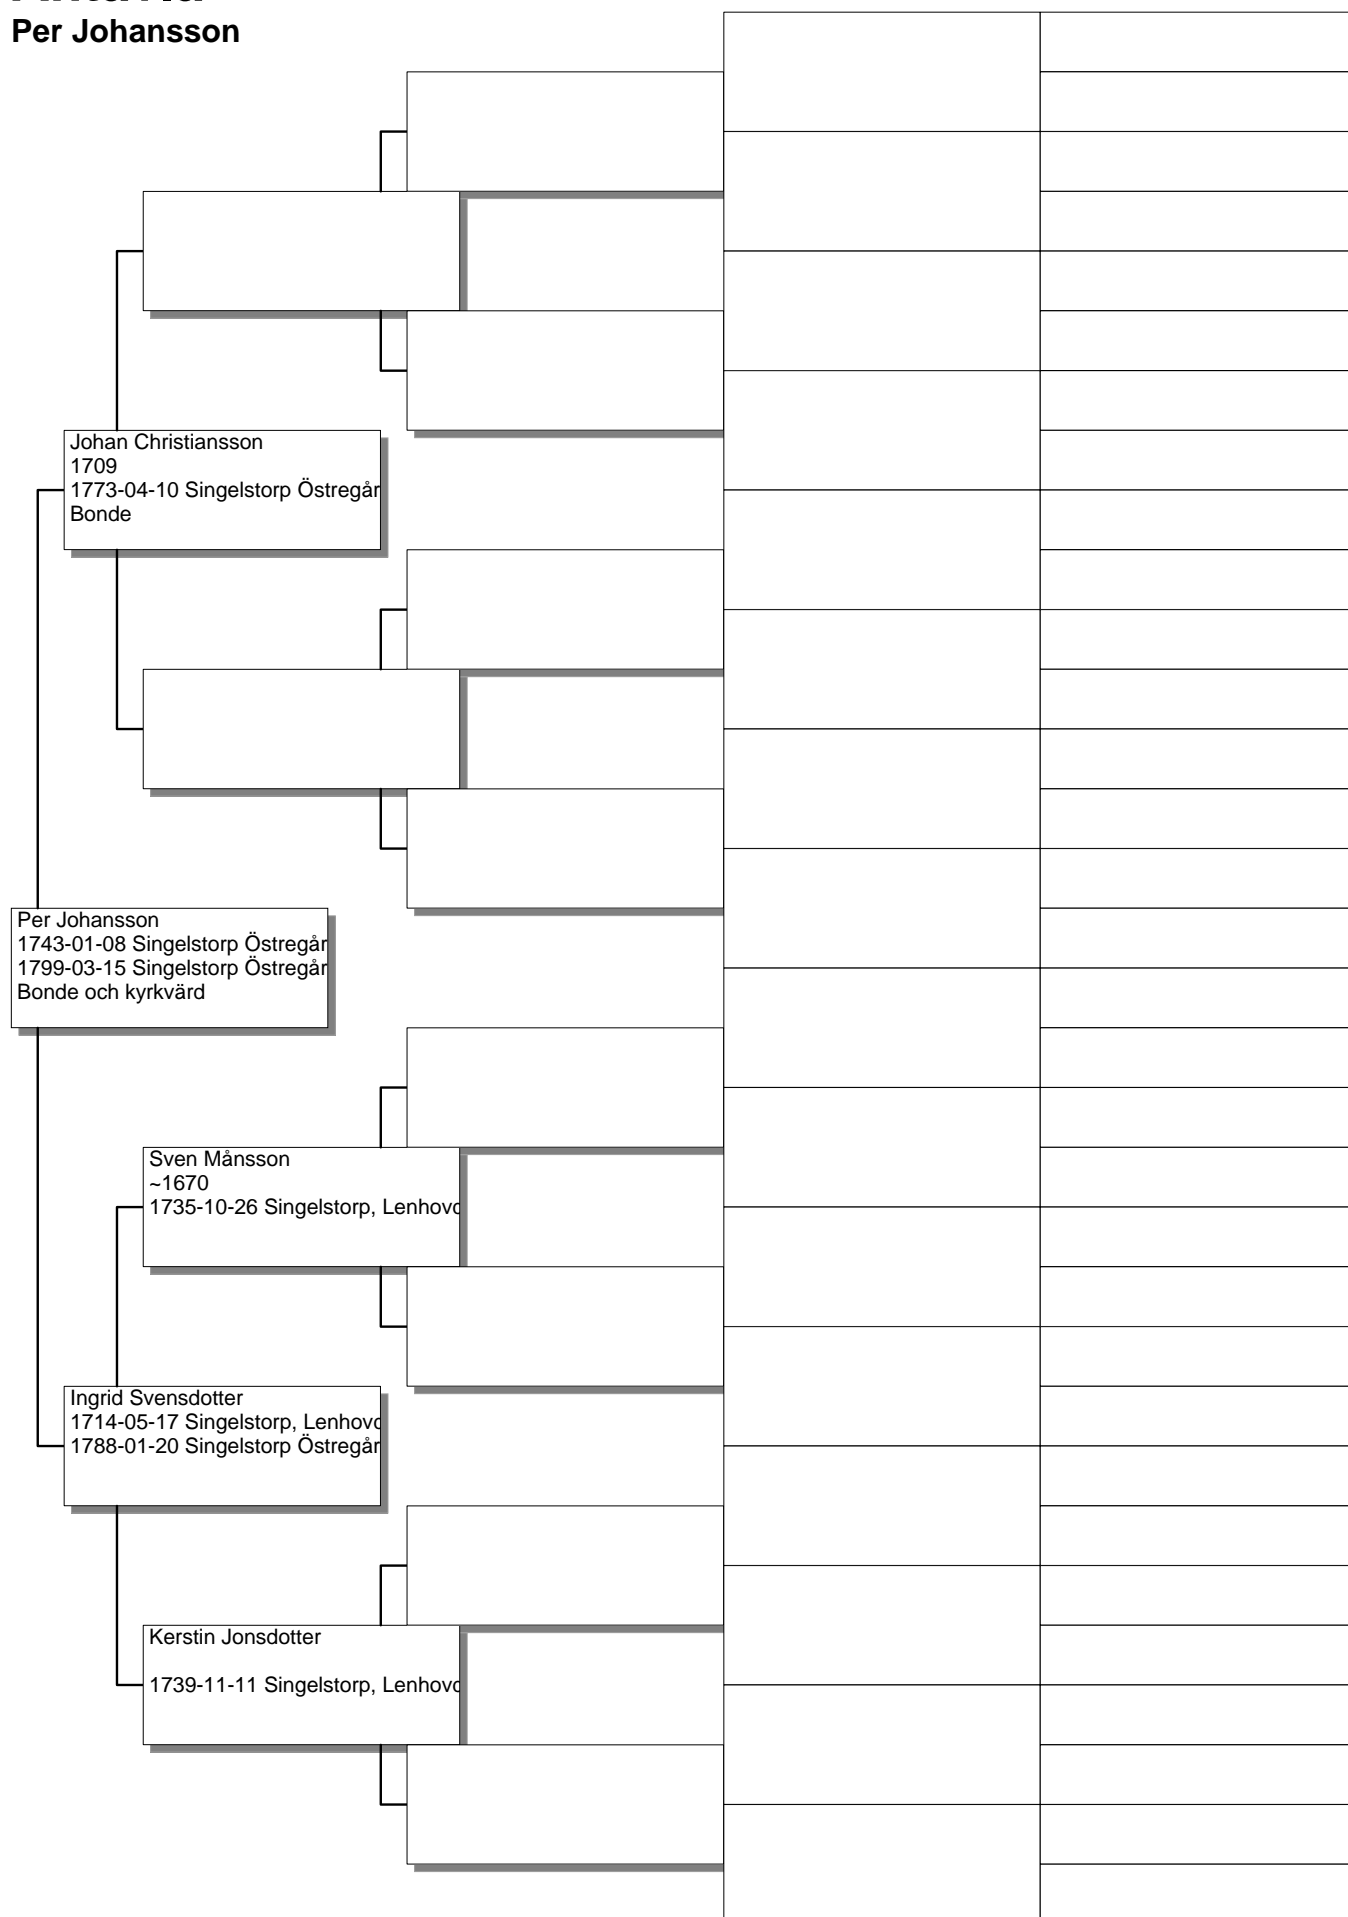 Per Johansson
Johan Christiansson
1709
1773-04-10 Singelstorp Östregår
Bonde
Per Johansson
1743-01-08 Singelstorp Östregår
1799-03-15 Singelstorp Östregår
Bonde och kyrkvärd
Sven Månsson
~1670
1735-10-26 Singelstorp, Lenhovd
Ingrid Svensdotter
1714-05-17 Singelstorp, Lenhovd
1788-01-20 Singelstorp Östregår
Kerstin Jonsdotter
1739-11-11 Singelstorp, Lenhovd